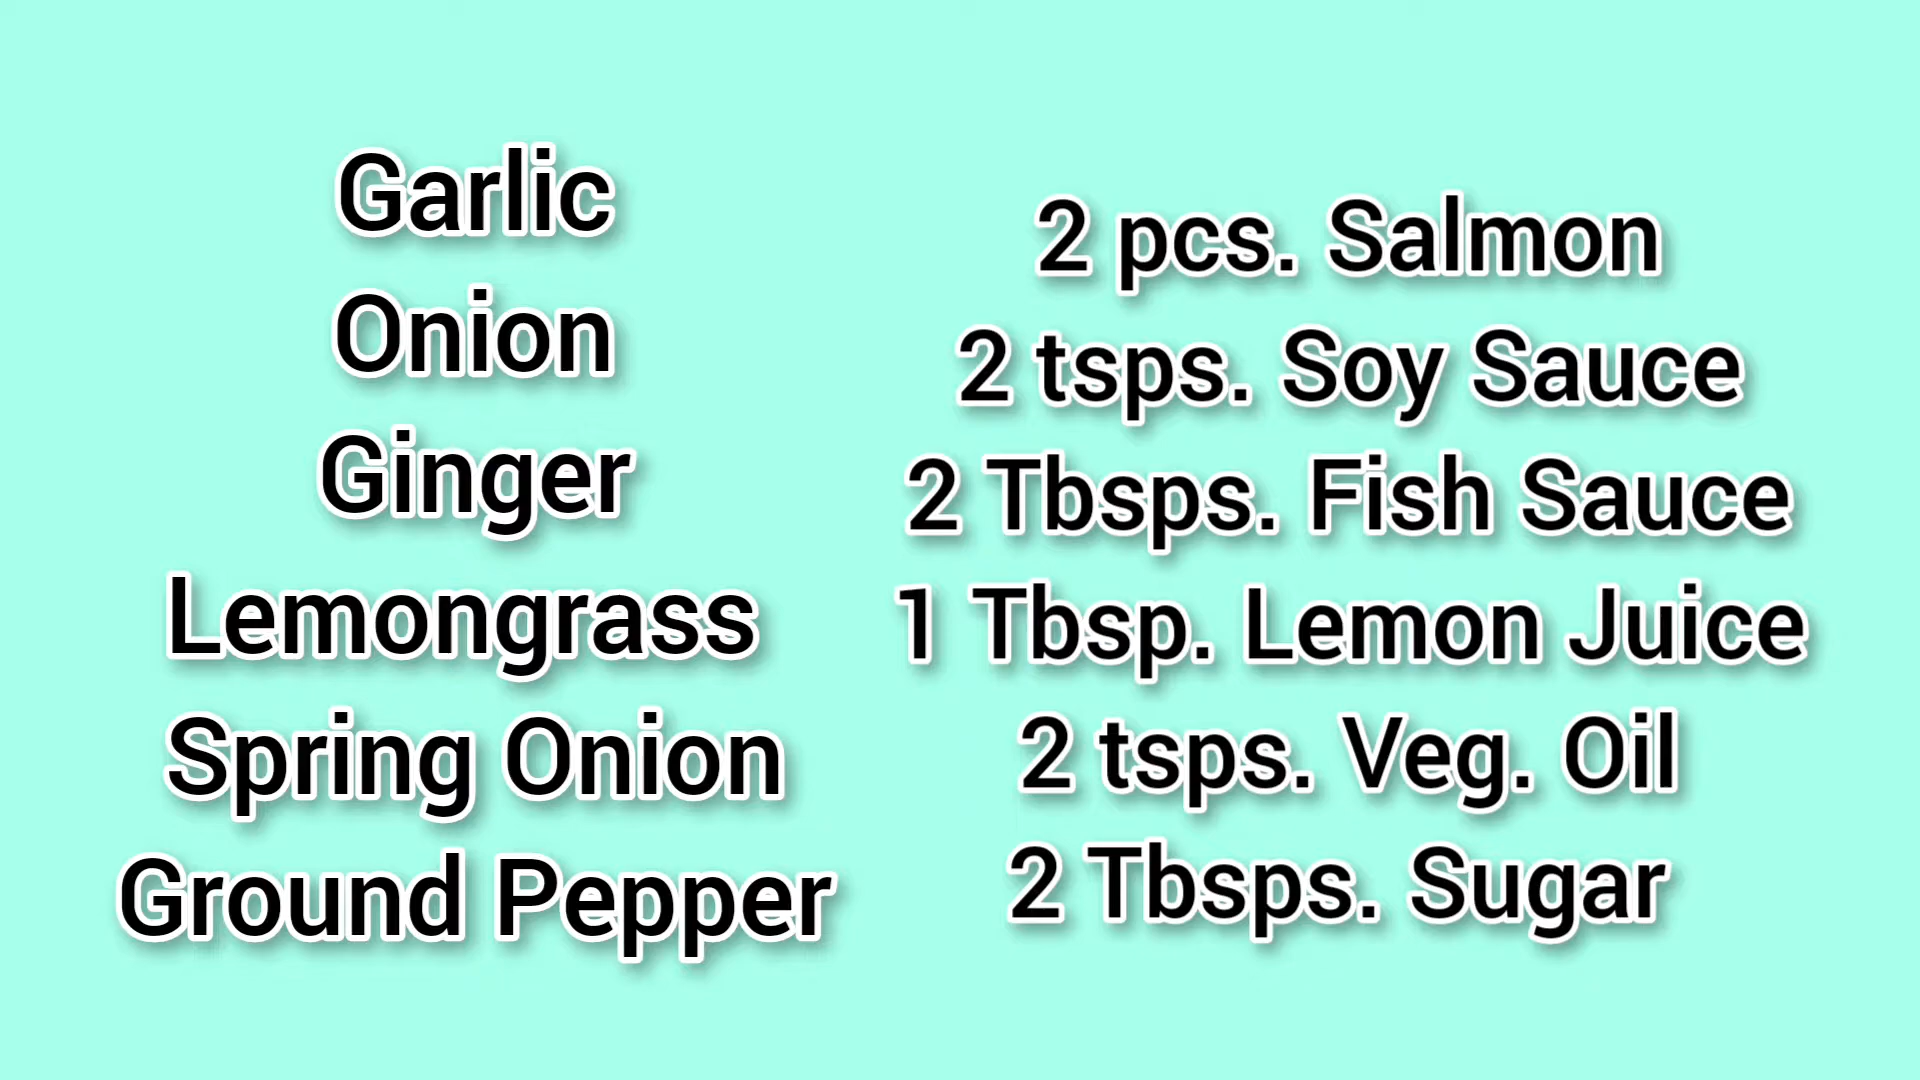 Garlic
Onion
Ginger
Lemongrass
Spring Onion
Ground Pepper
2 pcs. Salmon
2 tsps. Soy Sauce
2 Tbsps. Fish Sauce
1 Tbsp. Lemon Juice
2 tsps. Veg. Oil
2 Tbsps. Sugar